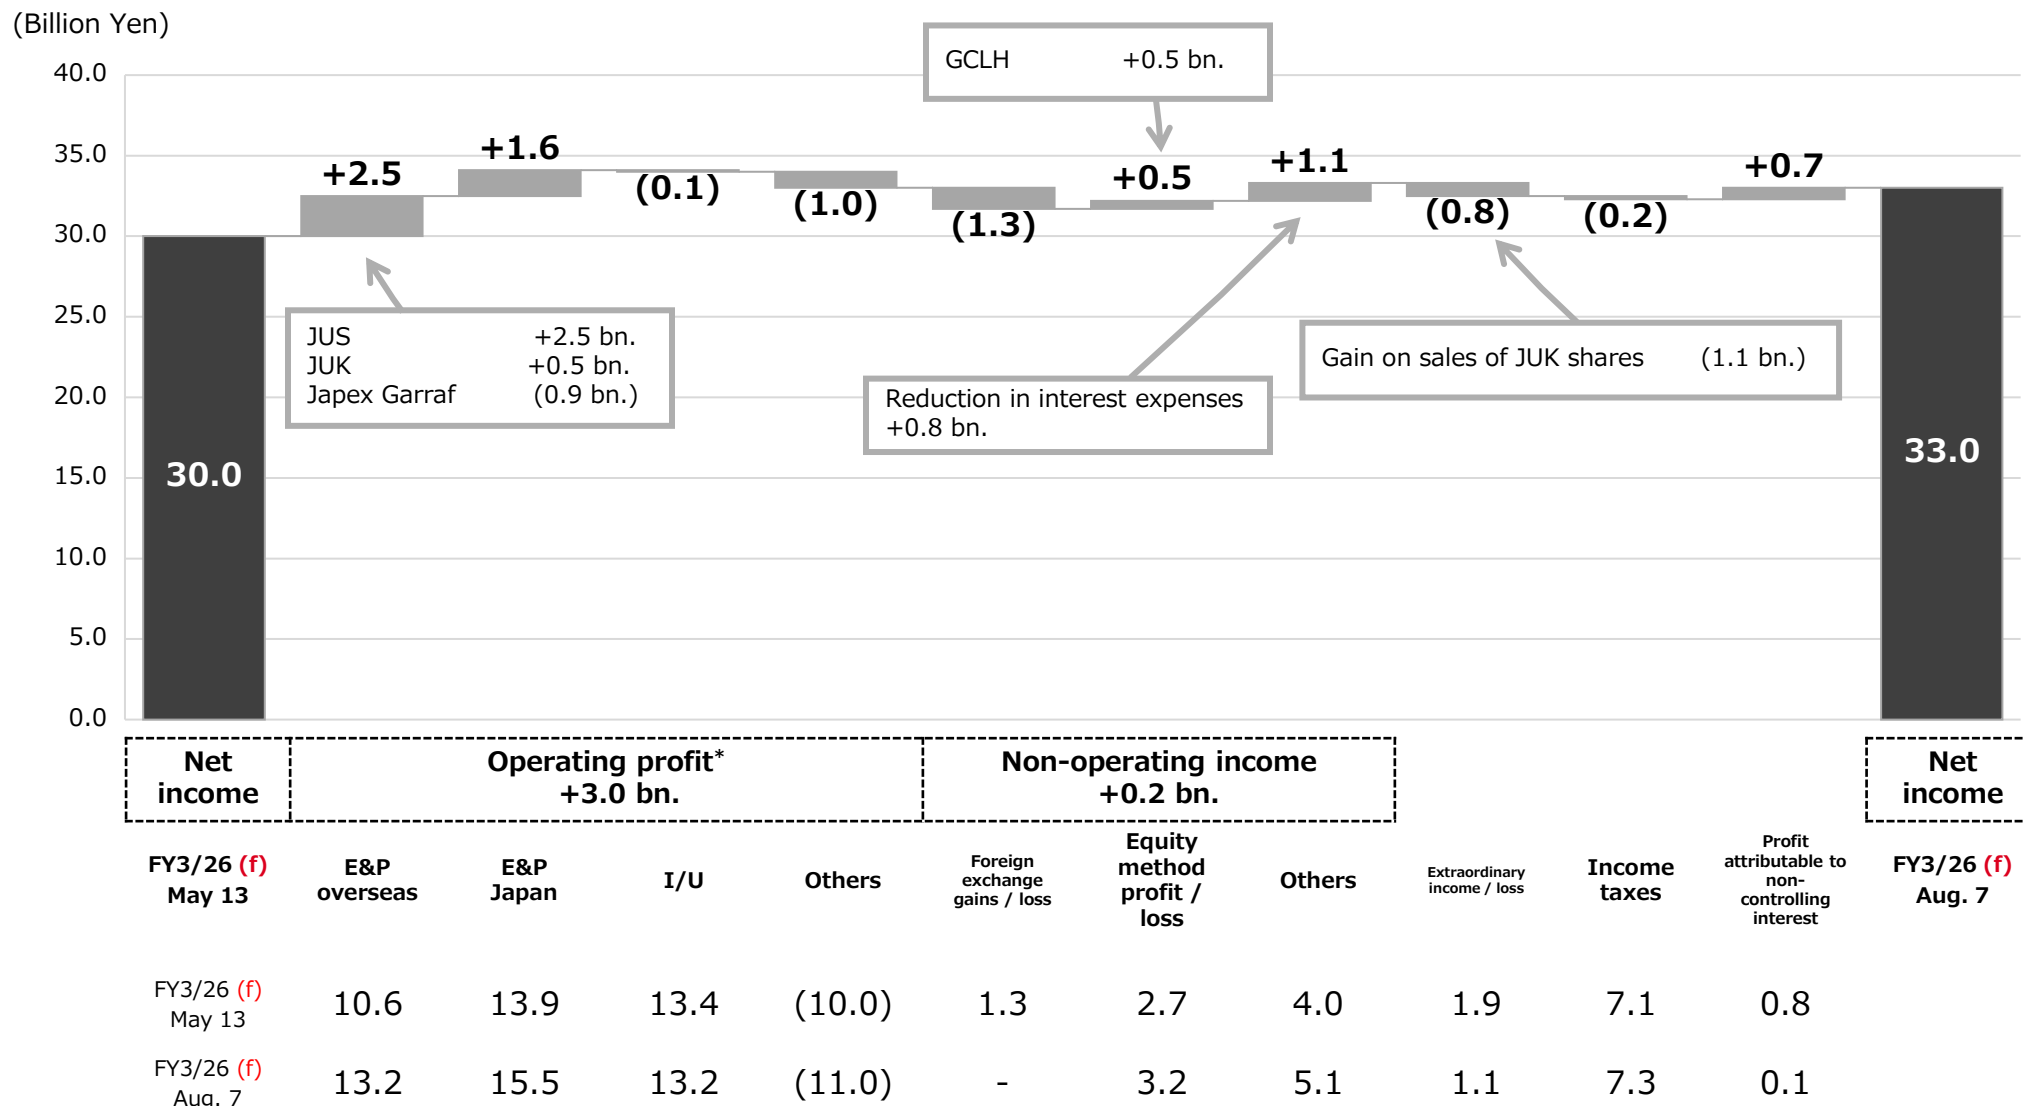 (Billion Yen)
GCLH +0.5 bn.
40.0
35.0
30.0
25.0
20.0
15.0
10.0
5.0
0.0
+2.5
+1.6
(0.1)
(1.0)
(1.3)
+0.5
+1.1
(0.8)
(0.2)
+0.7
JUS +2.5 bn.
JUK +0.5 bn.
Japex Garraf (0.9 bn.)
Reduction in interest expenses
+0.8 bn.
Gain on sales of JUK shares (1.1 bn.)
30.0
33.0
Net
income
Operating profit*
+3.0 bn.
Non-operating income
+0.2 bn.
Net
income
FY3/26 (f)
May 13
E&P
overseas
E&P
Japan
I/U
Others
Foreign
exchange
gains / loss
Equity
method
profit /
loss
Others
Extraordinary
income / loss
Income
taxes
Profit
attributable to
non-
controlling
interest
FY3/26 (f)
Aug. 7
FY3/26 (f)
May 13
10.6 13.9 13.4 (10.0) 1.3 2.7 4.0 1.9 7.1 0.8
FY3/26 (f)
Aug. 7
13.2 15.5 13.2 (11.0) - 3.2 5.1 1.1 7.3 0.1